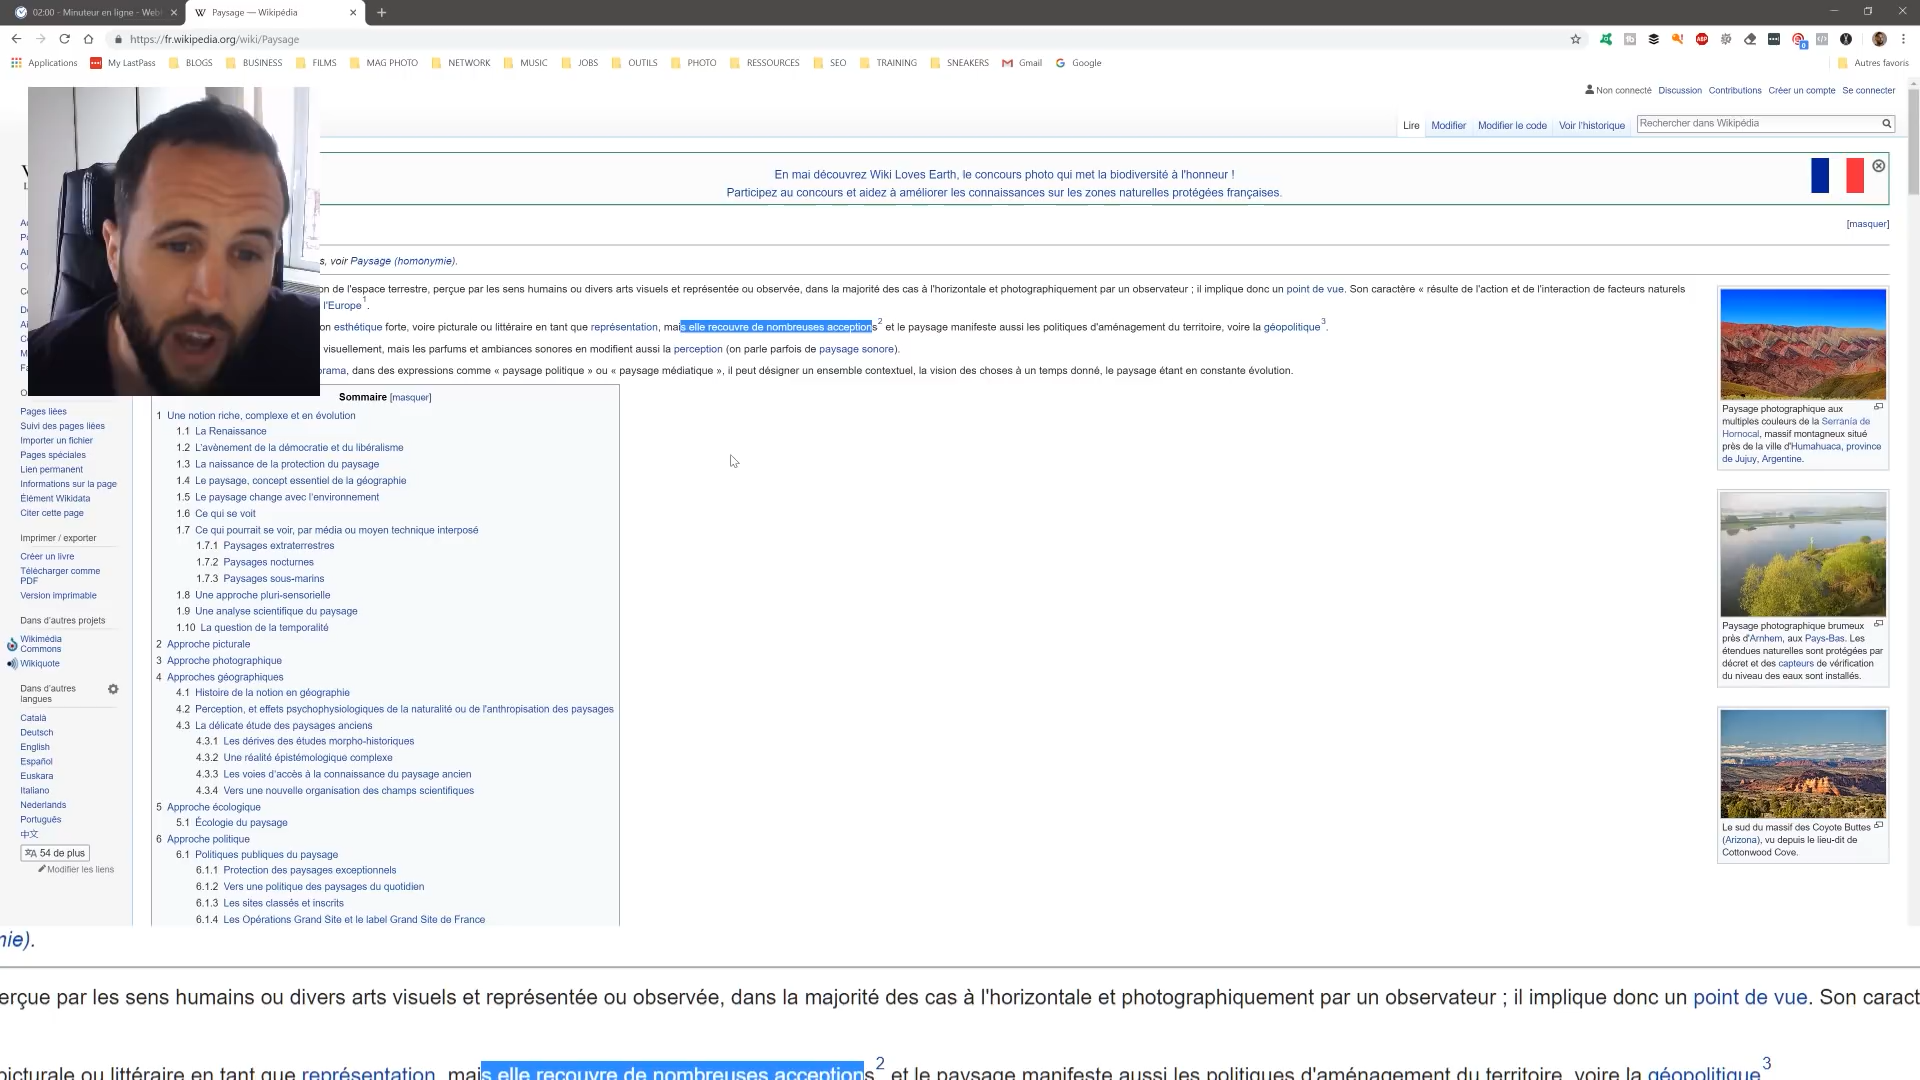 02:00 - Minuteur en ligne - Web
Paysage — Wikipédia
https://fr.wikipedia.org/wiki/Paysage
Applications
My LastPass
BLOGS
BUSINESS
FILMS
MAG PHOTO
NETWORK
MUSIC
JOBS
OUTILS
PHOTO
RESSOURCES
SEO
TRAINING
SNEAKERS
Gmail
Google
Autres favoris
Non connecté Discussion Contributions Créer un compte Se connecter
Lire Modifier Modifier le code Voir l'historique
Rechercher dans Wikipédia
En mai découvrez Wiki Loves Earth, le concours photo qui met la biodiversité à l'honneur !
Participez au concours et aidez à améliorer les connaissances sur les zones naturelles protégées françaises.
[masquer]
s, voir Paysage (homonymie).
on de l'espace terrestre, perçue par les sens humains ou divers arts visuels et représentée ou observée, dans la majorité des cas à l'horizontale et photographiquement par un observateur ; il implique donc un point de vue. Son caractère « résulte de l'action et de l'interaction de facteurs naturels
l'Europe 1.
on esthétique forte, voire picturale ou littéraire en tant que représentation, mais elle recouvre de nombreuses acceptions 2 et le paysage manifeste aussi les politiques d'aménagement du territoire, voire la géopolitique 3.
visuellement, mais les parfums et ambiances sonores en modifient aussi la perception (on parle parfois de paysage sonore).
orama, dans des expressions comme « paysage politique » ou « paysage médiatique », il peut désigner un ensemble contextuel, la vision des choses à un temps donné, le paysage étant en constante évolution.
Sommaire [masquer]
1 Une notion riche, complexe et en évolution
1.1 La Renaissance
1.2 L'avènement de la démocratie et du libéralisme
1.3 La naissance de la protection du paysage
1.4 Le paysage, concept essentiel de la géographie
1.5 Le paysage change avec l'environnement
1.6 Ce qui se voit
1.7 Ce qui pourrait se voir, par média ou moyen technique interposé
1.7.1 Paysages extraterrestres
1.7.2 Paysages nocturnes
1.7.3 Paysages sous-marins
1.8 Une approche pluri-sensorielle
1.9 Une analyse scientifique du paysage
1.10 La question de la temporalité
2 Approche picturale
3 Approche photographique
4 Approches géographiques
4.1 Histoire de la notion en géographie
4.2 Perception, et effets psychophysiologiques de la naturalité ou de l'anthropisation des paysages
4.3 La délicate étude des paysages anciens
4.3.1 Les dérives des études morpho-historiques
4.3.2 Une réalité épistémologique complexe
4.3.3 Les voies d'accès à la connaissance du paysage ancien
4.3.4 Vers une nouvelle organisation des champs scientifiques
5 Approche écologique
5.1 Écologie du paysage
6 Approche politique
6.1 Politiques publiques du paysage
6.1.1 Protection des paysages exceptionnels
6.1.2 Vers une politique des paysages du quotidien
6.1.3 Les sites classés et inscrits
6.1.4 Les Opérations Grand Site et le label Grand Site de France
Pages liées
Suivi des pages liées
Importer un fichier
Pages spéciales
Lien permanent
Informations sur la page
Élément Wikidata
Citer cette page
Imprimer / exporter
Créer un livre
Télécharger comme
PDF
Version imprimable
Dans d'autres projets
Wikimédia
Commons
Wikiquote
Dans d'autres
langues
Català
Deutsch
English
Español
Euskara
Italiano
Nederlands
Português
中文
54 de plus
Modifier les liens
Paysage photographique aux
multiples couleurs de la Serranía de
Hornocal, massif montagneux situé
près de la ville d'Humahuaca, province
de Jujuy, Argentine.
Paysage photographique brumeux
près d'Arnhem, aux Pays-Bas. Les
étendues naturelles sont protégées par
décret et des capteurs de vérification
du niveau des eaux sont installés.
Le sud du massif des Coyote Buttes
(Arizona), vu depuis le lieu-dit de
Cottonwood Cove.
mie).
erçue par les sens humains ou divers arts visuels et représentée ou observée, dans la majorité des cas à l'horizontale et photographiquement par un observateur ; il implique donc un point de vue. Son caract
picturale ou littéraire en tant que représentation, mais elle recouvre de nombreuses acceptions 2 et le paysage manifeste aussi les politiques d'aménagement du territoire, voire la géopolitique 3